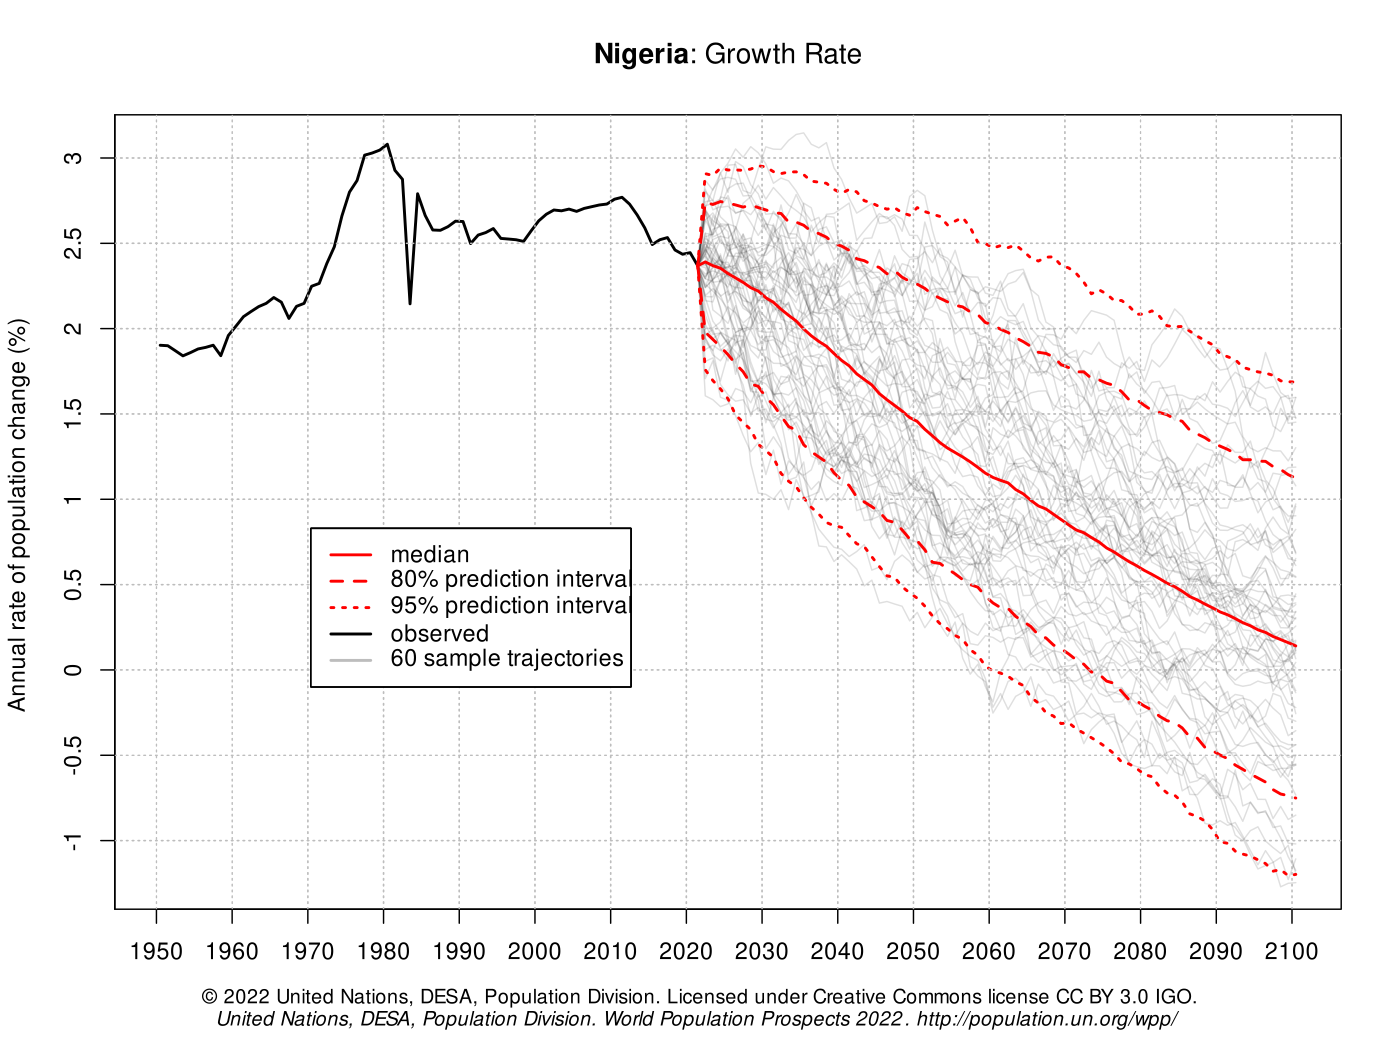 Nigeria: Growth Rate
Annual rate of population change (%)
3
2.5
2
1.5
1
0.5
0
-0.5
-1
median
80% prediction interval
95% prediction interval
observed
60 sample trajectories
1950 1960 1970 1980 1990 2000 2010 2020 2030 2040 2050 2060 2070 2080 2090 2100
© 2022 United Nations, DESA, Population Division. Licensed under Creative Commons license CC BY 3.0 IGO.
United Nations, DESA, Population Division. World Population Prospects 2022. http://population.un.org/wpp/